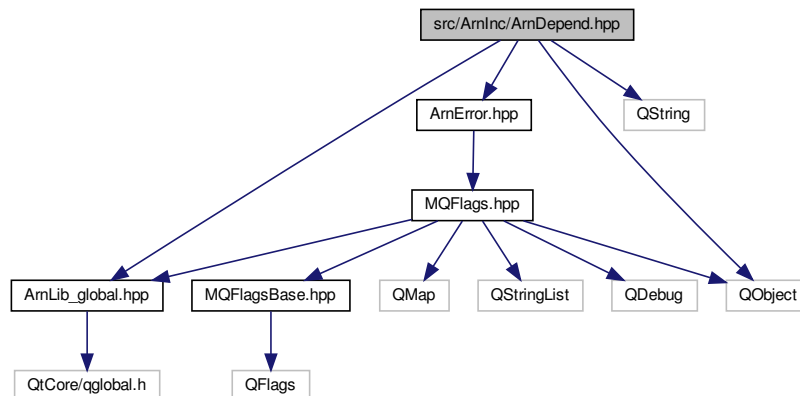 src/ArnInc/ArnDepend.hpp
ArnError.hpp
QString
MQFlags.hpp
ArnLib_global.hpp
MQFlagsBase.hpp
QMap
QStringList
QDebug
QObject
QtCore/qglobal.h
QFlags